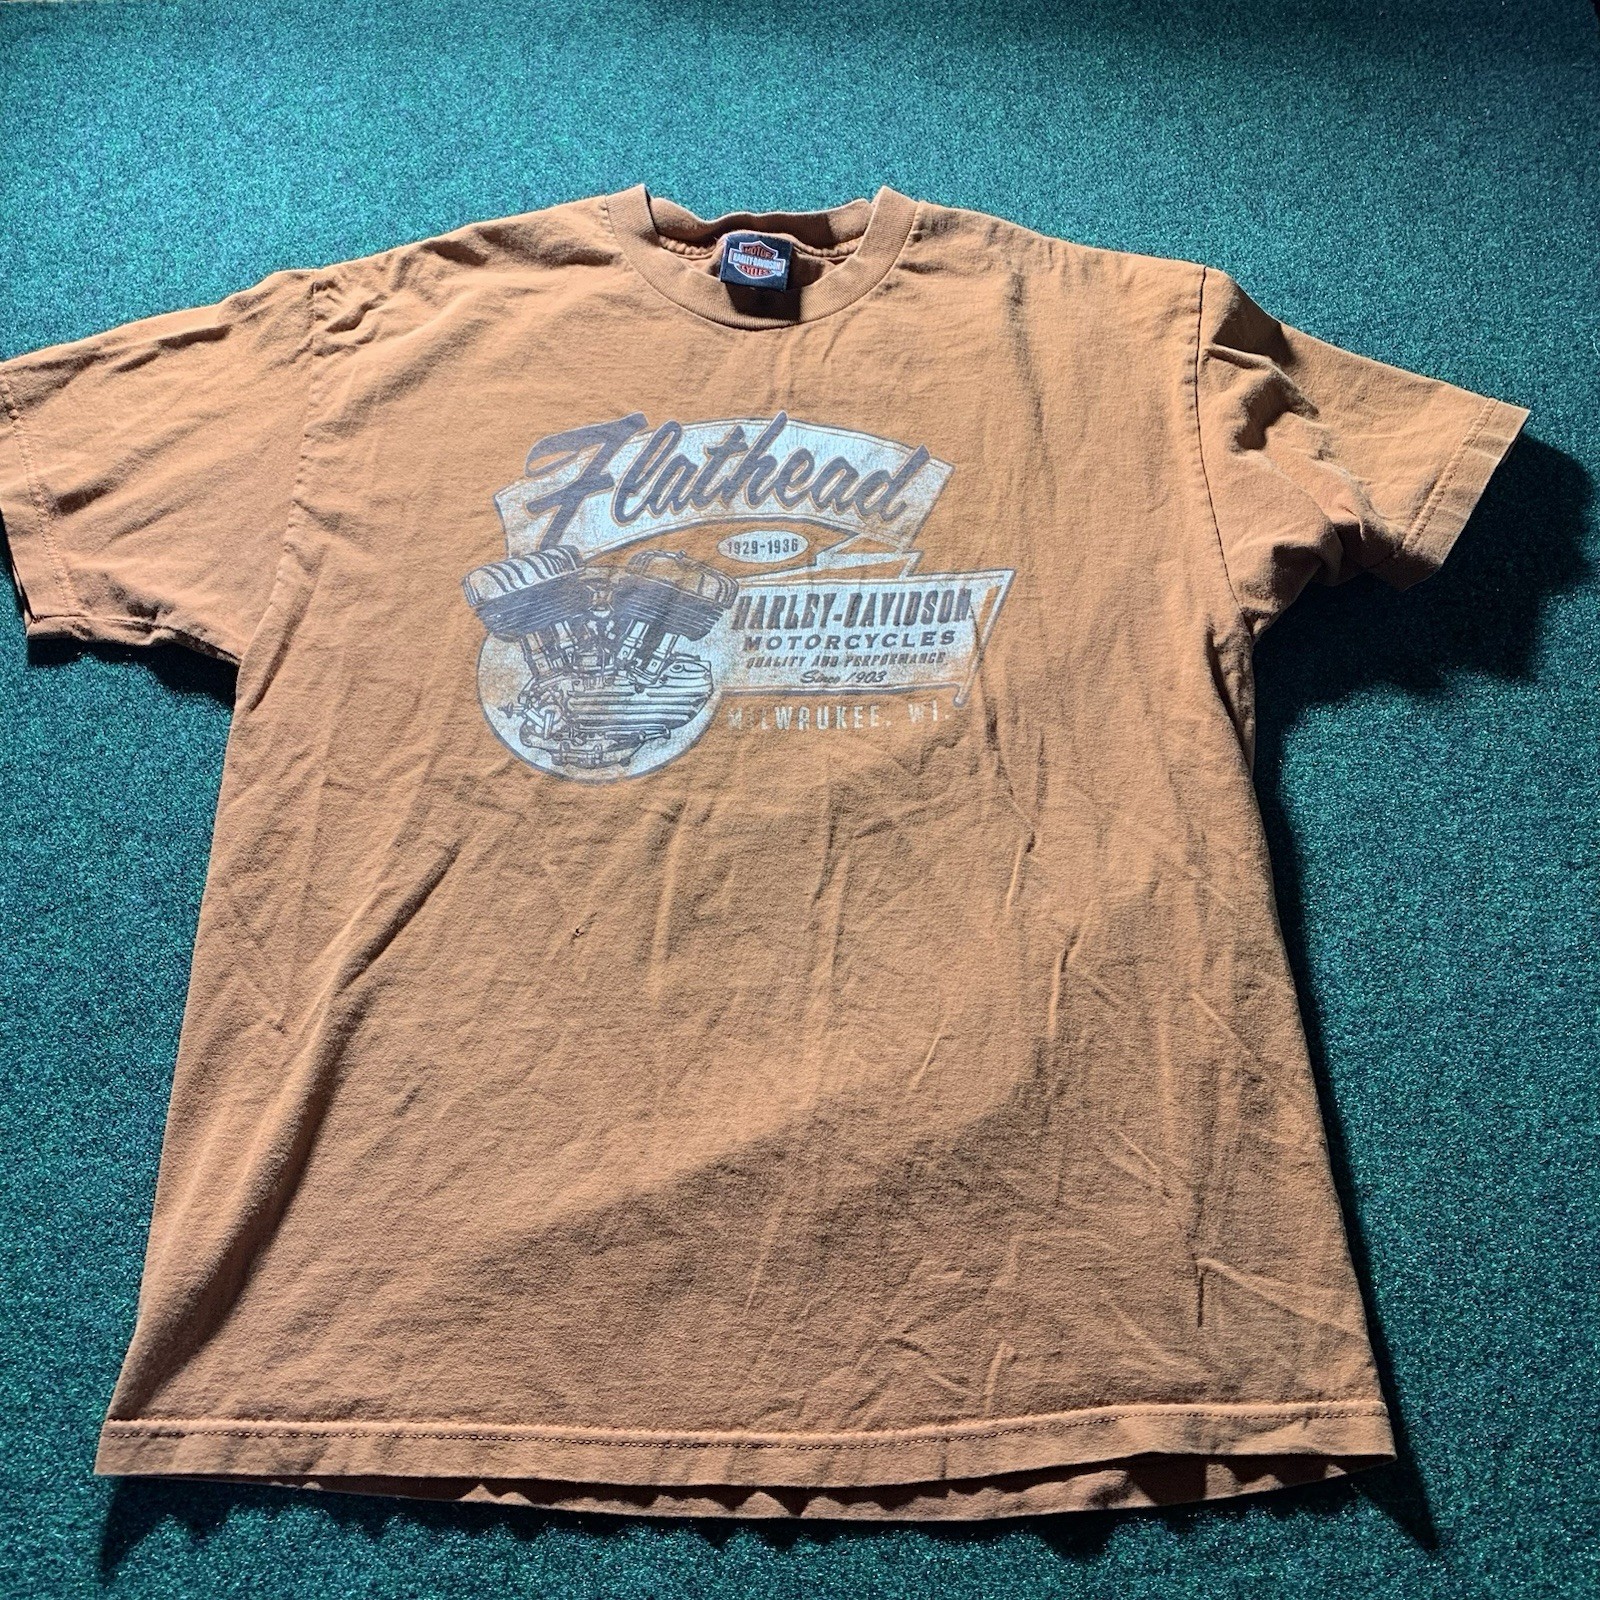 MOTOR
HARLEY-DAVIDSON
CYCLES
Flathead
1929-1936
HARLEY-DAVIDSON
MOTORCYCLES
QUALITY AND PERFORMANCE
Since 1903
MILWAUKEE, WI.